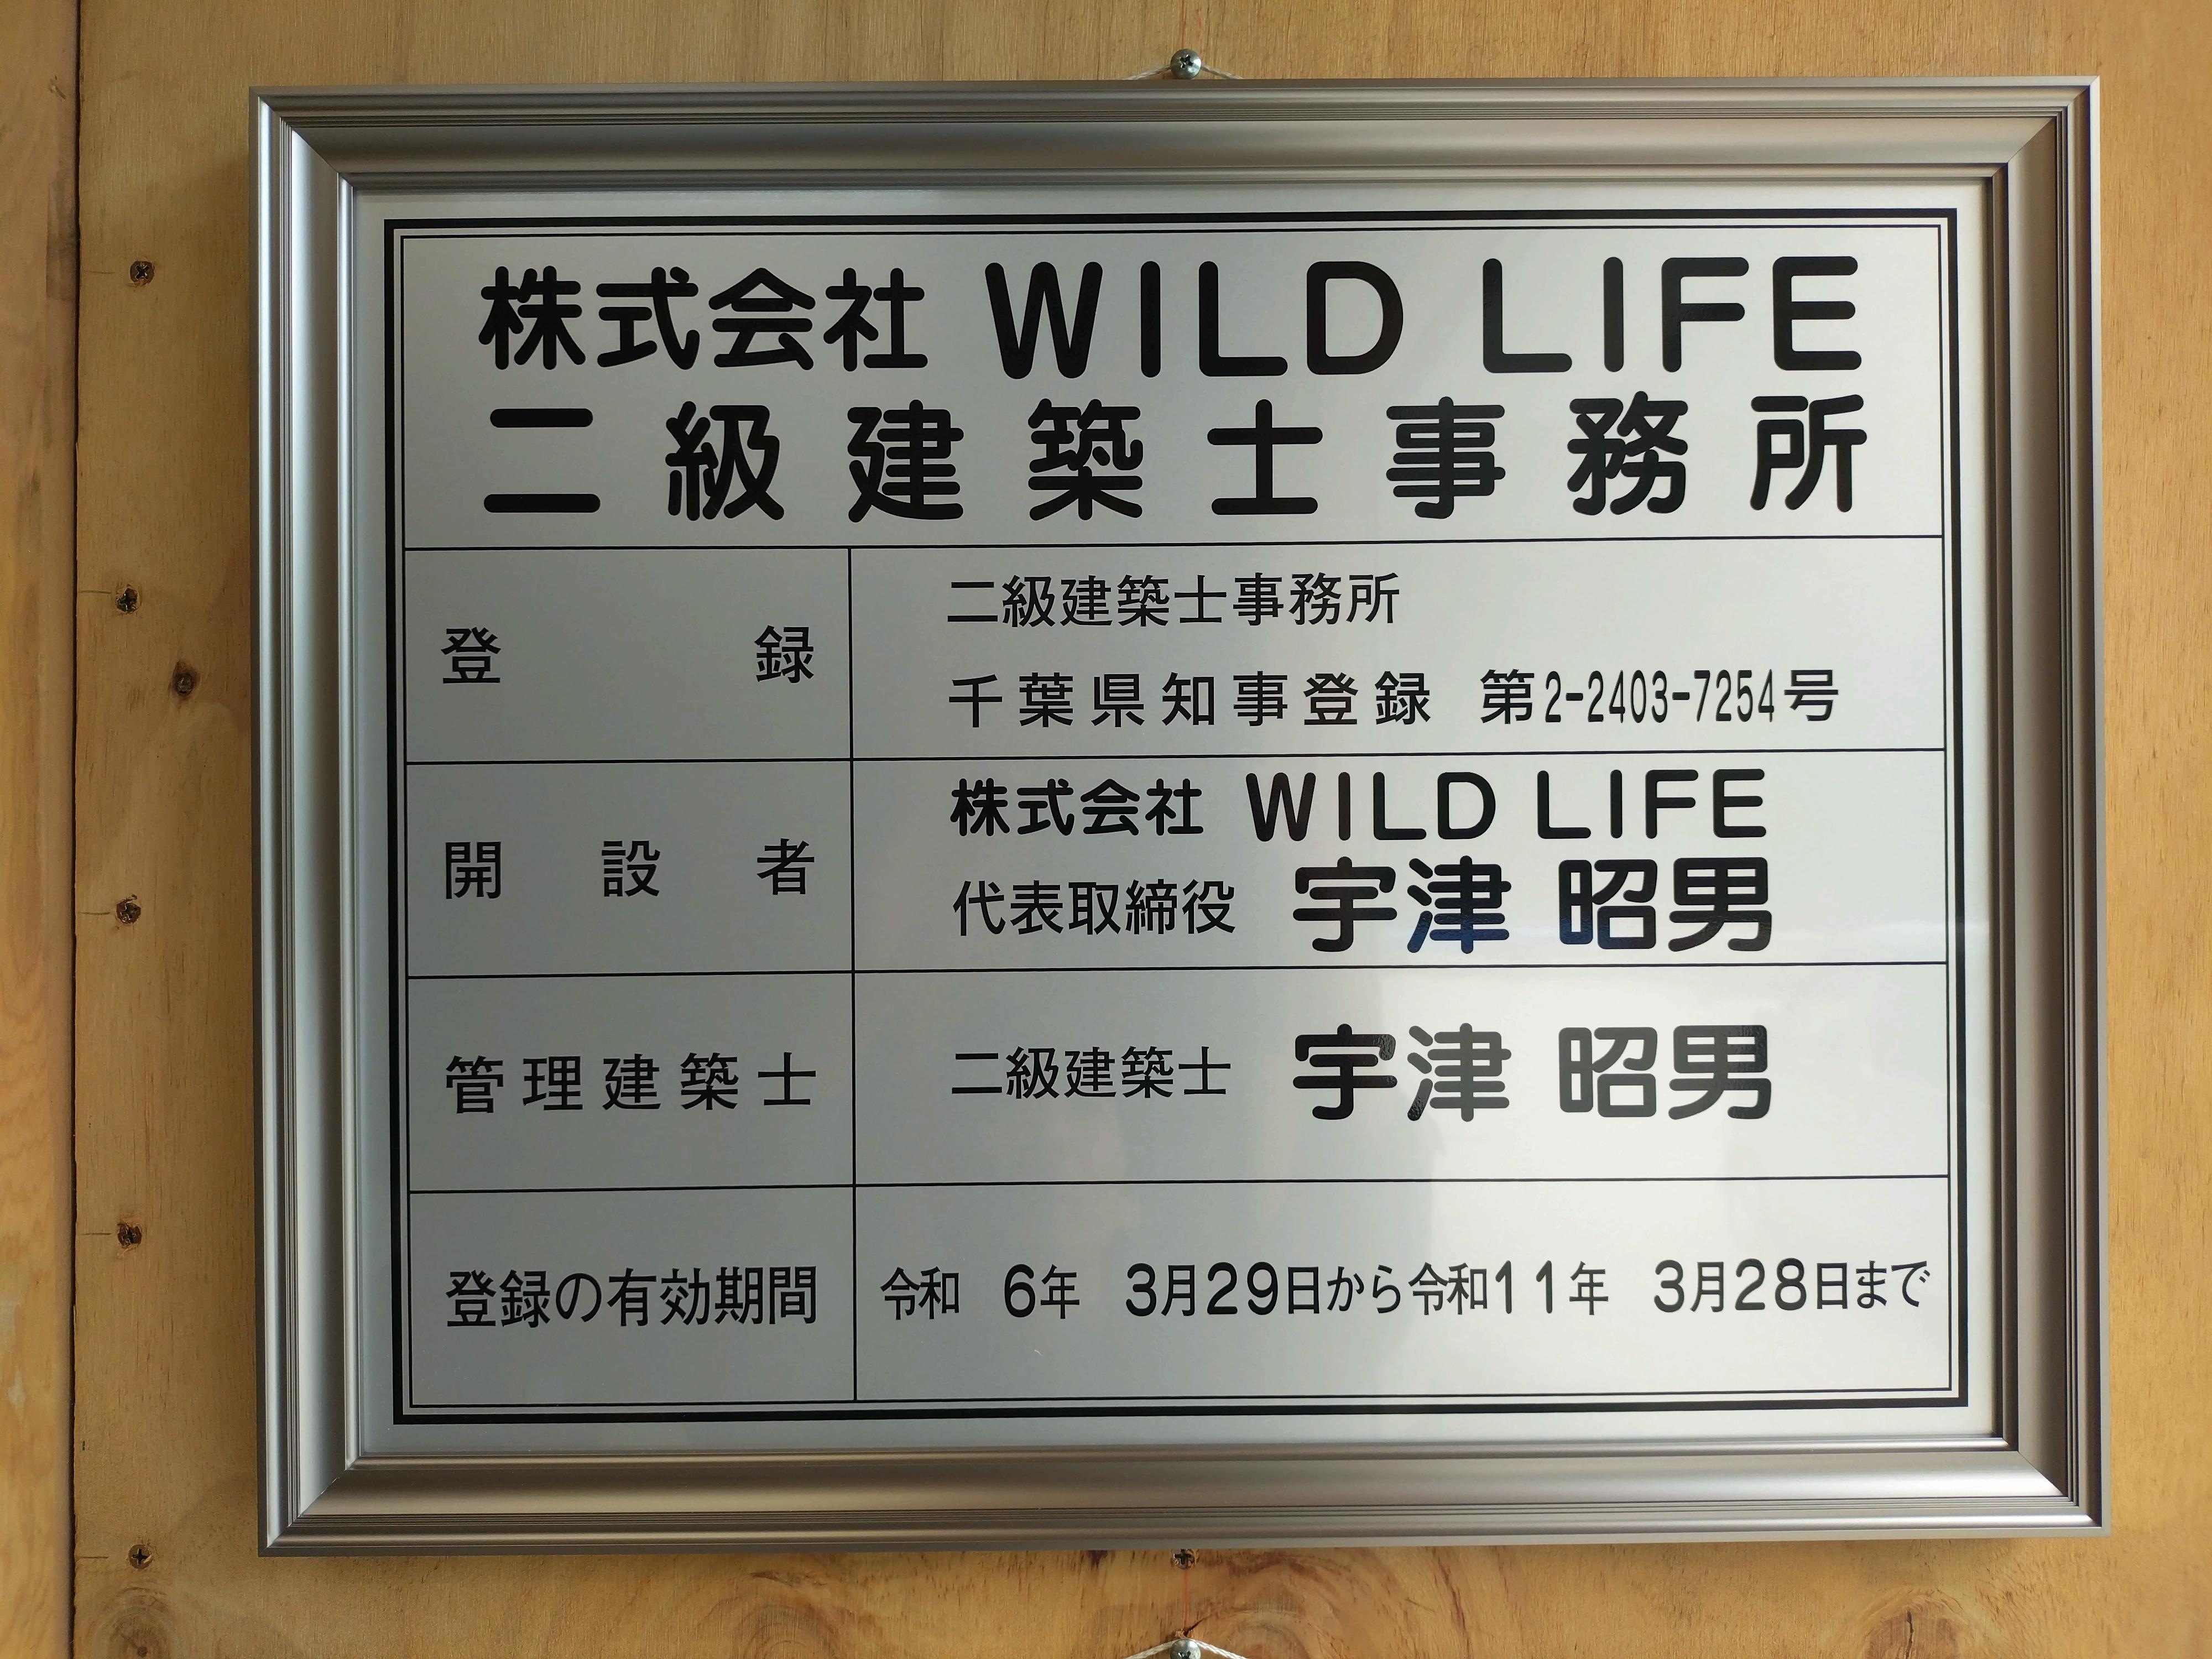 株式会社 WILD LIFE
二級建築士事務所
登録
二級建築士事務所
千葉県知事登録 第2-2403-7254号
開設者
株式会社 WILD LIFE
代表取締役 宇津 昭男
管理建築士
二級建築士 宇津 昭男
登録の有効期間
令和 6年 3月29日から令和11年 3月28日まで